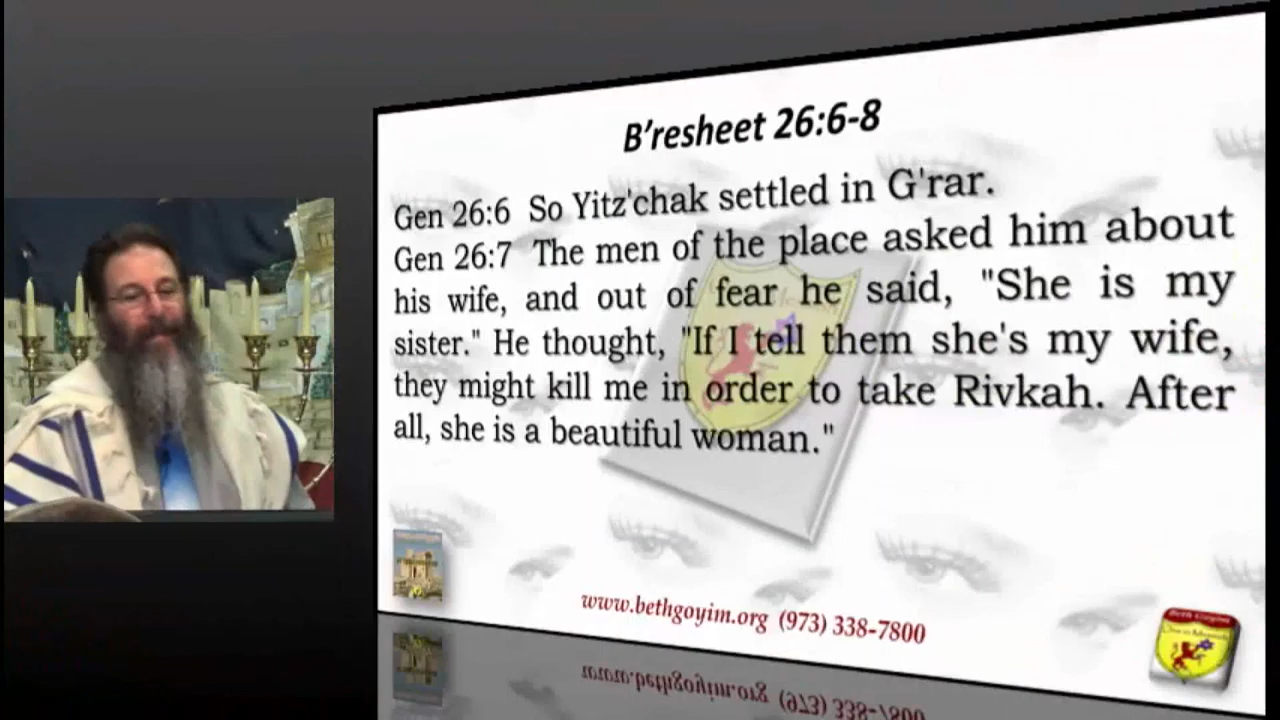 B'resheet 26:6-8
Gen 26:6 So Yitz'chak settled in G'rar.
Gen 26:7 The men of the place asked him about
his wife, and out of fear he said, "She is my
sister." He thought, "If I tell them she's my wife,
they might kill me in order to take Rivkah. After
all, she is a beautiful woman."
www.bethgoyim.org (973) 338-7800
Beth Goyim